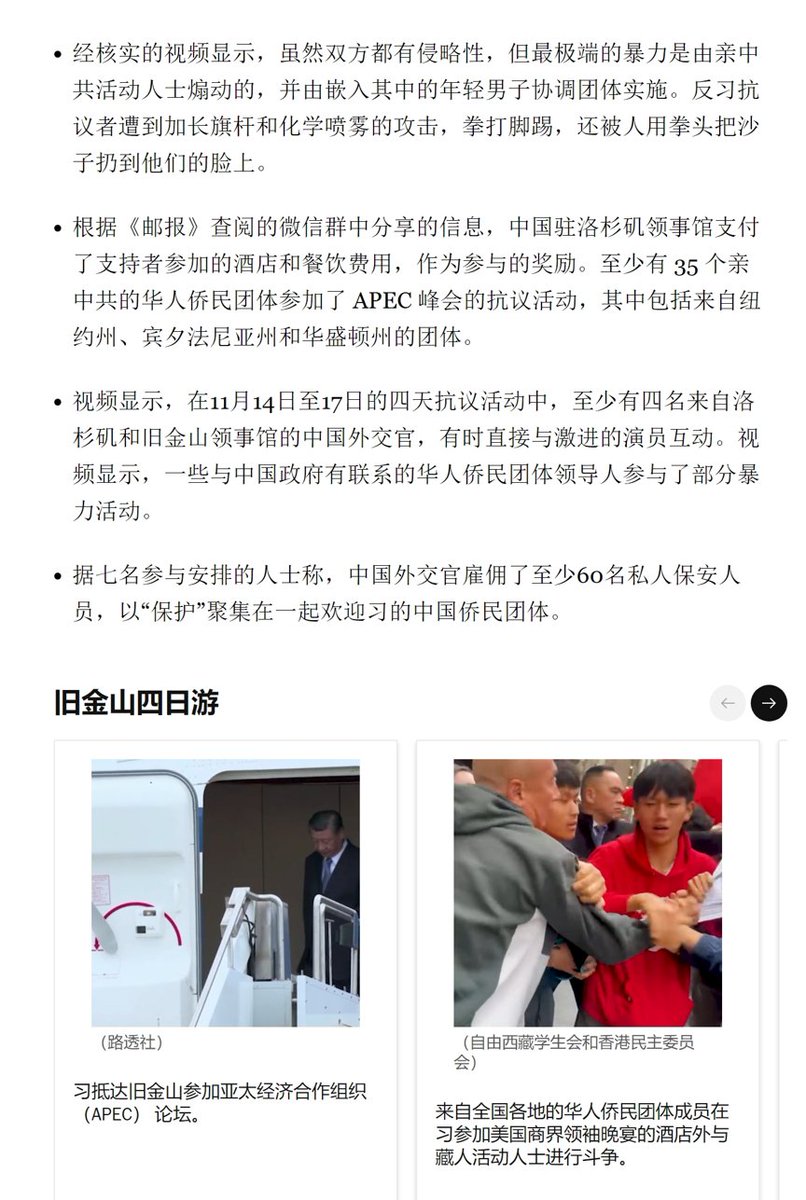 • 经核实的视频显示，虽然双方都有侵略性，但最极端的暴力是由亲中
共活动人士煽动的，并由嵌入其中的年轻男子协调团体实施。反习抗
议者遭到加长旗杆和化学喷雾的攻击，拳打脚踢，还被人用拳头把沙
子扔到他们的脸上。
• 根据《邮报》查阅的微信群中分享的信息，中国驻洛杉矶领事馆支付
了支持者参加的酒店和餐饮费用，作为参与的奖励。至少有 35 个亲
中共的华人侨民团体参加了 APEC 峰会的抗议活动，其中包括来自纽
约州、宾夕法尼亚州和华盛顿州的团体。
• 视频显示，在11月14日至17日的四天抗议活动中，至少有四名来自洛
杉矶和旧金山领事馆的中国外交官，有时直接与激进的演员互动。视
频显示，一些与中国政府有联系的华人侨民团体领导人参与了部分暴
力活动。
• 据七名参与安排的人士称，中国外交官雇佣了至少60名私人保安人
员，以“保护”聚集在一起欢迎习的中国侨民团体。
旧金山四日游
（路透社）
习抵达旧金山参加亚太经济合作组织
（APEC） 论坛。
（自由西藏学生会和香港民主委员
会）
来自全国各地的华人侨民团体成员在
习参加美国商界领袖晚宴的酒店外与
藏人活动人士进行斗争。